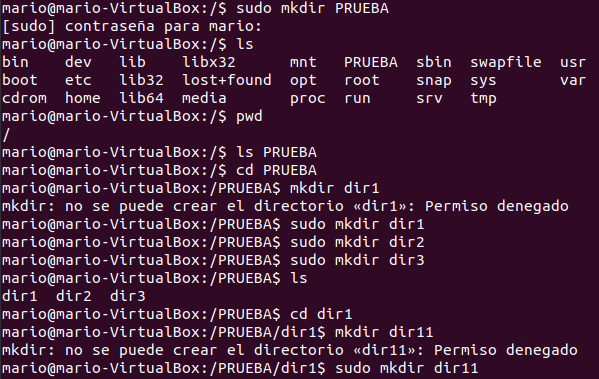 mario@mario-VirtualBox:/$ sudo mkdir PRUEBA
[sudo] contraseña para mario:
mario@mario-VirtualBox:/$ ls
bin    dev   lib    libx32      mnt   PRUEBA  sbin  swapfile  usr
boot   etc   lib32  lost+found  opt   root    snap  sys       var
cdrom  home  lib64  media       proc  run     srv   tmp
mario@mario-VirtualBox:/$ pwd
/
mario@mario-VirtualBox:/$ ls PRUEBA
mario@mario-VirtualBox:/$ cd PRUEBA
mario@mario-VirtualBox:/PRUEBA$ mkdir dir1
mkdir: no se puede crear el directorio «dir1»: Permiso denegado
mario@mario-VirtualBox:/PRUEBA$ sudo mkdir dir1
mario@mario-VirtualBox:/PRUEBA$ sudo mkdir dir2
mario@mario-VirtualBox:/PRUEBA$ sudo mkdir dir3
mario@mario-VirtualBox:/PRUEBA$ ls
dir1  dir2  dir3
mario@mario-VirtualBox:/PRUEBA$ cd dir1
mario@mario-VirtualBox:/PRUEBA/dir1$ mkdir dir11
mkdir: no se puede crear el directorio «dir11»: Permiso denegado
mario@mario-VirtualBox:/PRUEBA/dir1$ sudo mkdir dir11